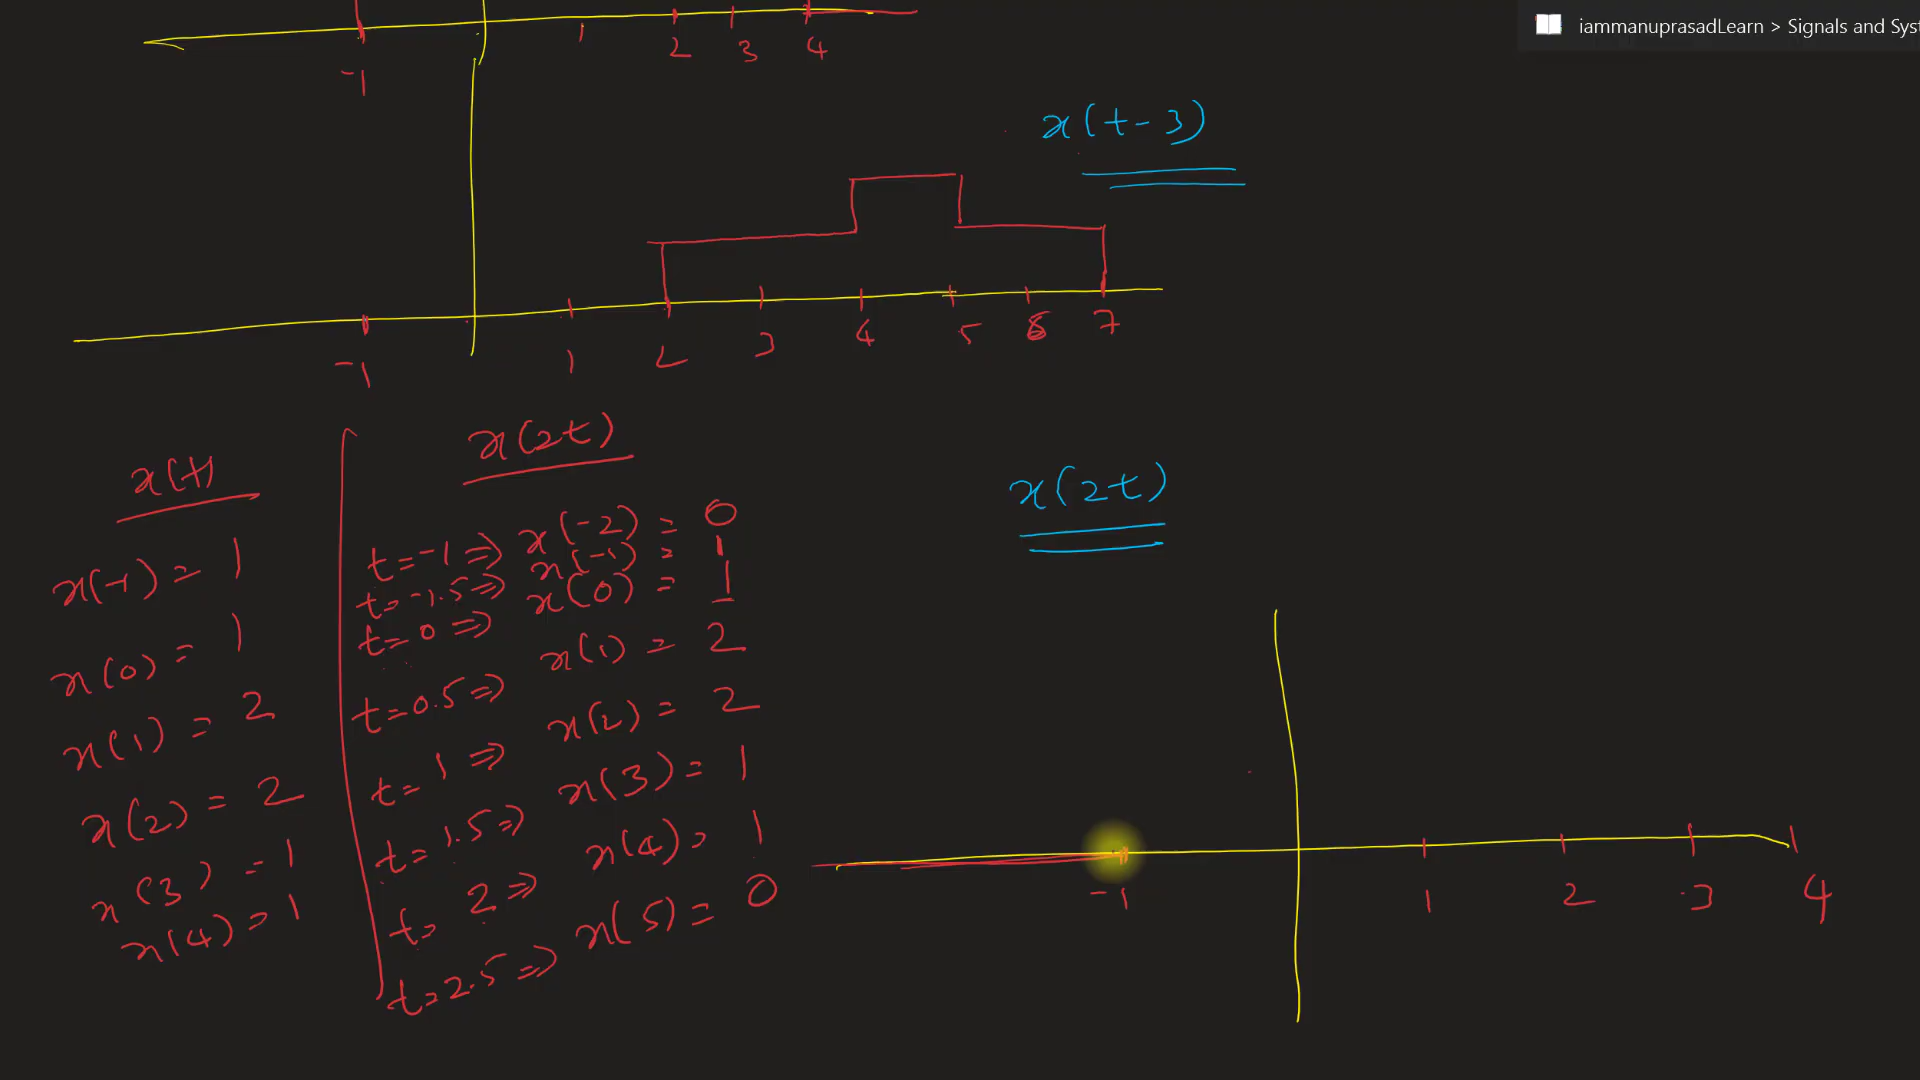 iammanuprasadLearn > Signals and Sys
-1 1 2 3 4
x(t-3)
-1 1 2 3 4 5 6 7
x(t)
x(-1) = 1
x(0) = 1
x(1) = 2
x(2) = 2
x(3) = 1
x(4) = 1
x(2t)
t=-1 => x(-2) = 0
t=-1.5 => x(-1) = 1
t=0 => x(0) = 1
t=0.5 => x(1) = 2
t=1 => x(2) = 2
t=1.5 => x(3) = 1
t=2 => x(4) = 1
t=2.5 => x(5) = 0
x(2t)
-1 1 2 3 4